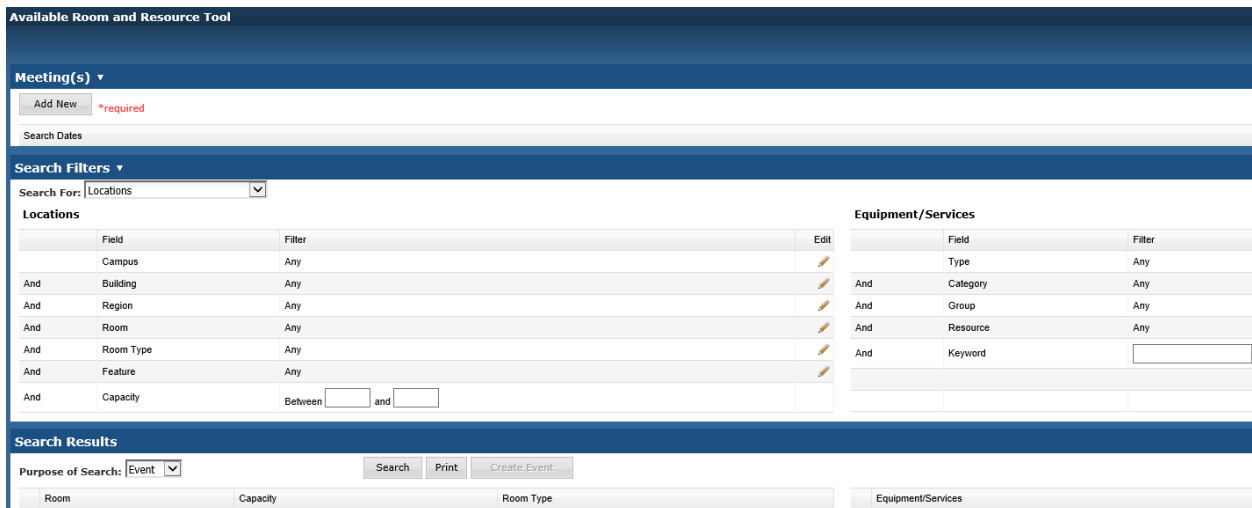 Available Room and Resource Tool
Meeting(s) ▼
Add New *required
Search Dates
Search Filters ▼
Search For: Locations
Locations
Field Filter Edit
Campus Any
And Building Any
And Region Any
And Room Any
And Room Type Any
And Feature Any
And Capacity Between and
Equipment/Services
Field Filter
Type Any
And Category Any
And Group Any
And Resource Any
And Keyword
Search Results
Purpose of Search: Event Search Print Create Event
Room Capacity Room Type
Equipment/Services